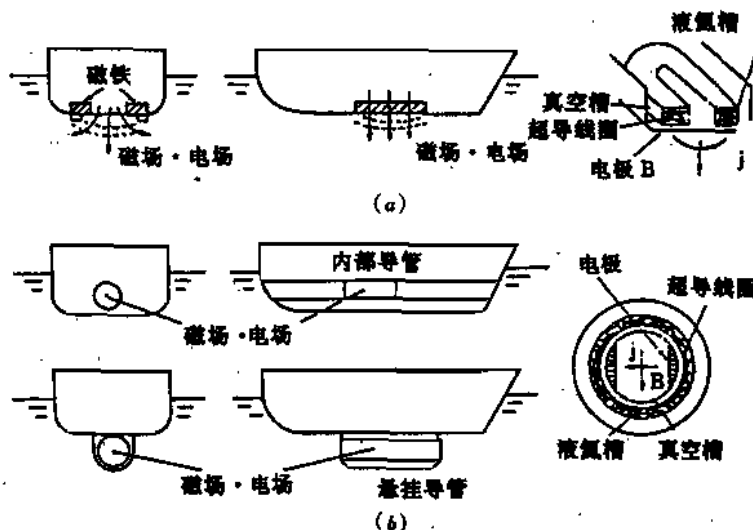 液氦槽
磁铁
真空槽
超导线圈
磁场·电场
磁场·电场
电极 B
j
(a)
内部导管
电极
超导线圈
磁场·电场
j
B
液氦槽
真空槽
磁场·电场
悬挂导管
(b)